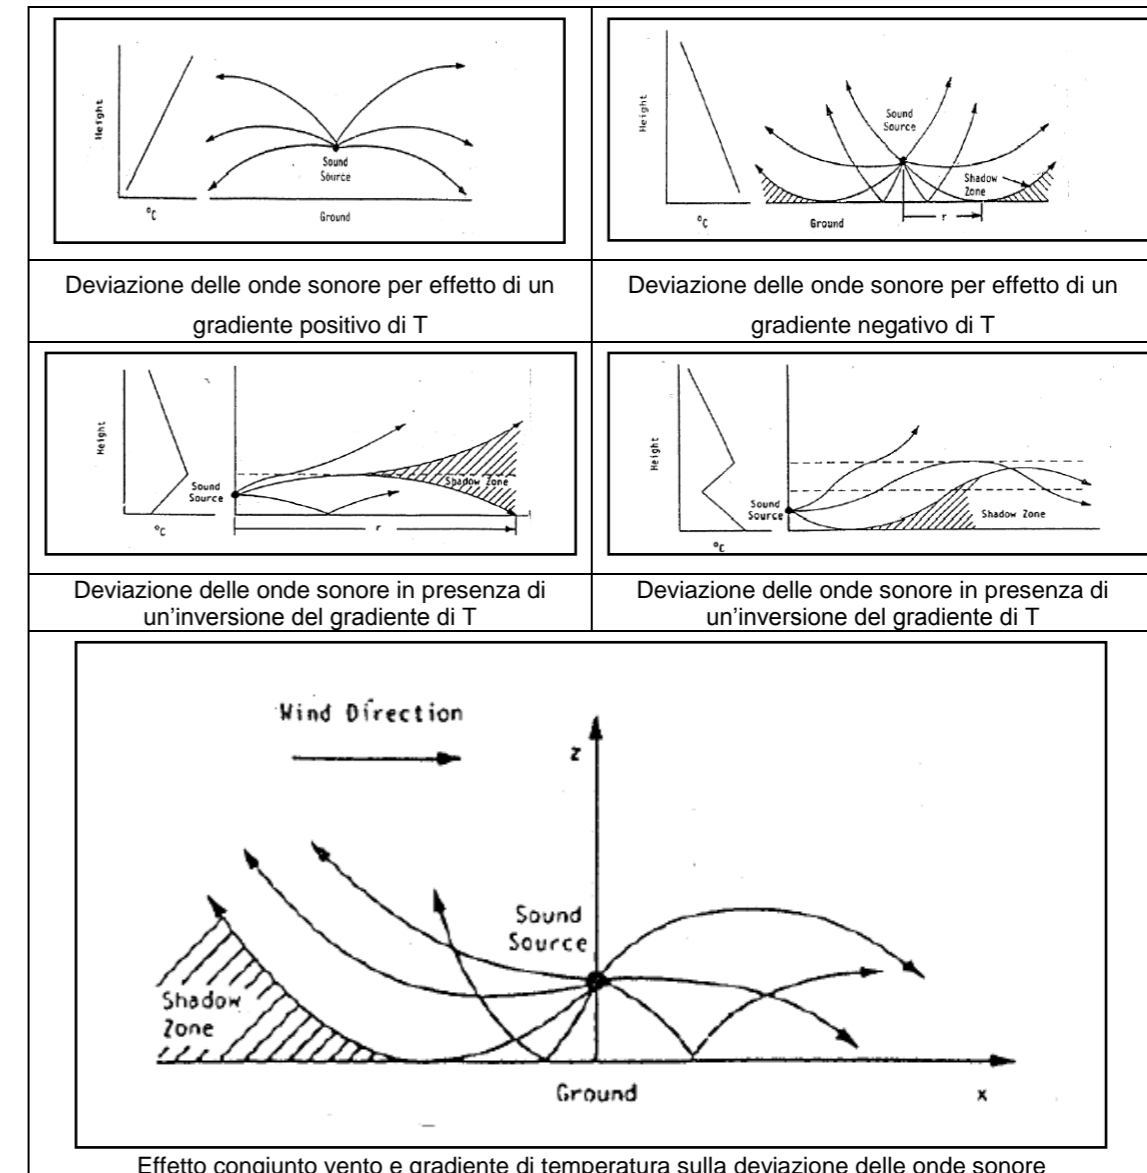 Height
Sound
Source
°C
Ground
Deviazione delle onde sonore per effetto di un
gradiente positivo di T
Height
Sound
Source
Shadow
Zone
°C
Ground
r
Deviazione delle onde sonore per effetto di un
gradiente negativo di T
Height
Sound
Source
Shadow Zone
°C
r
Deviazione delle onde sonore in presenza di
un'inversione del gradiente di T
Height
Sound
Source
Shadow Zone
°C
Deviazione delle onde sonore in presenza di
un'inversione del gradiente di T
Wind Direction
z
Sound
Source
Shadow
Zone
Ground
x
Effetto congiunto vento e gradiente di temperatura sulla deviazione delle onde sonore